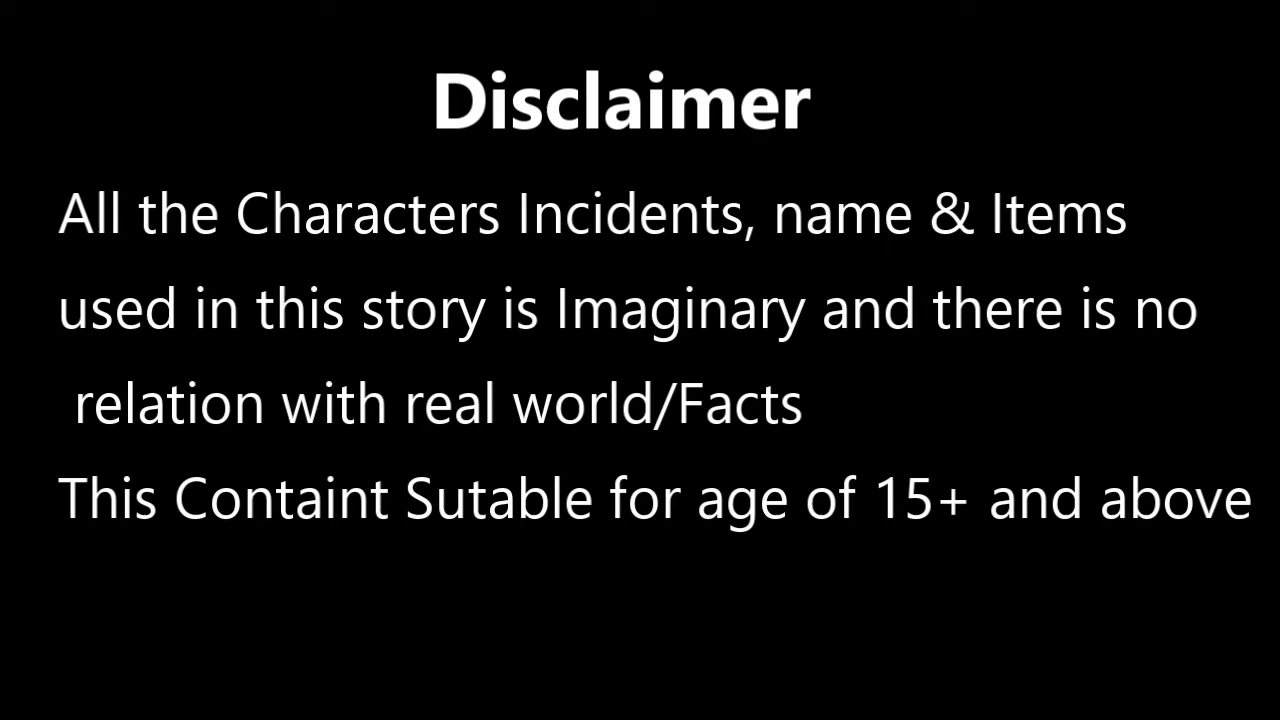 Disclaimer
All the Characters Incidents, name & Items
used in this story is Imaginary and there is no
relation with real world/Facts
This Containt Sutable for age of 15+ and above